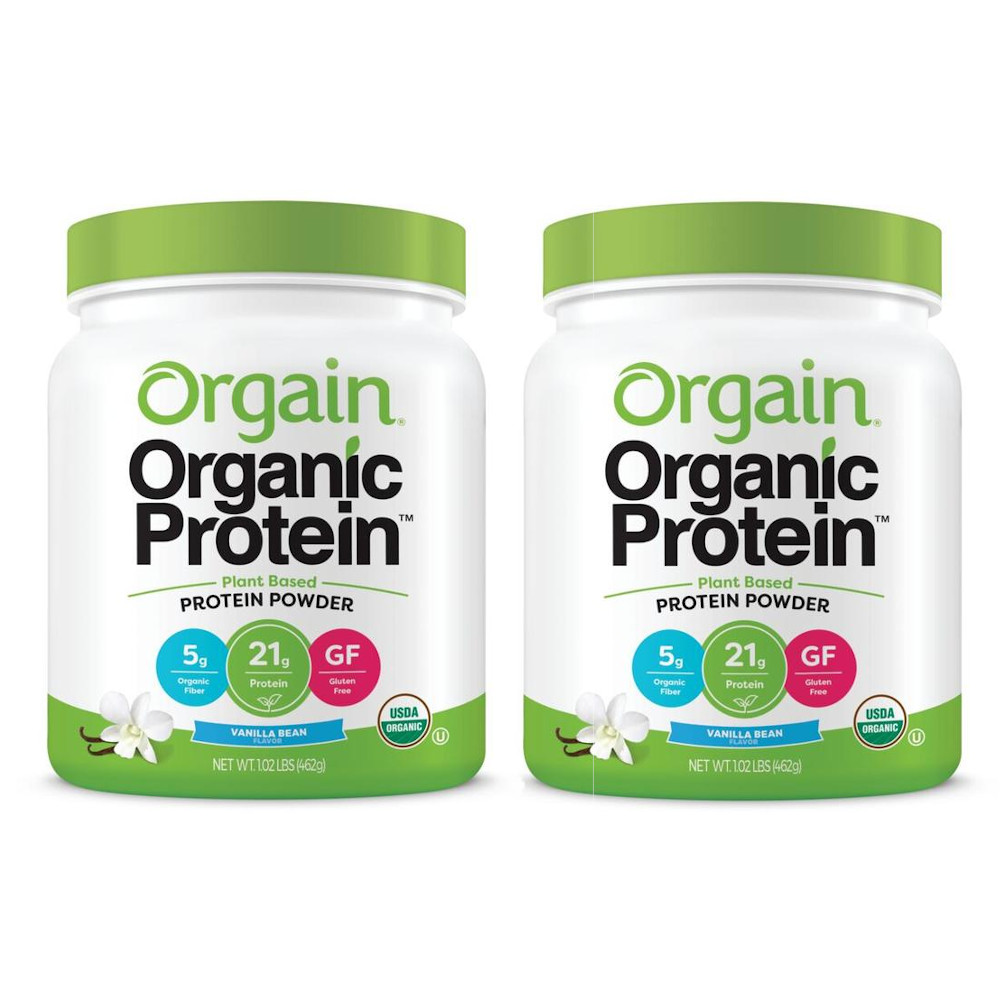 Orgain®
Organic
Protein™
Plant Based
PROTEIN POWDER
5g
Organic
Fiber
21g
Protein
GF
Gluten
Free
VANILLA BEAN
FLAVOR
USDA
ORGANIC
U
NET WT. 1.02 LBS (462g)
Orgain®
Organic
Protein™
Plant Based
PROTEIN POWDER
5g
Organic
Fiber
21g
Protein
GF
Gluten
Free
VANILLA BEAN
FLAVOR
USDA
ORGANIC
U
NET WT. 1.02 LBS (462g)